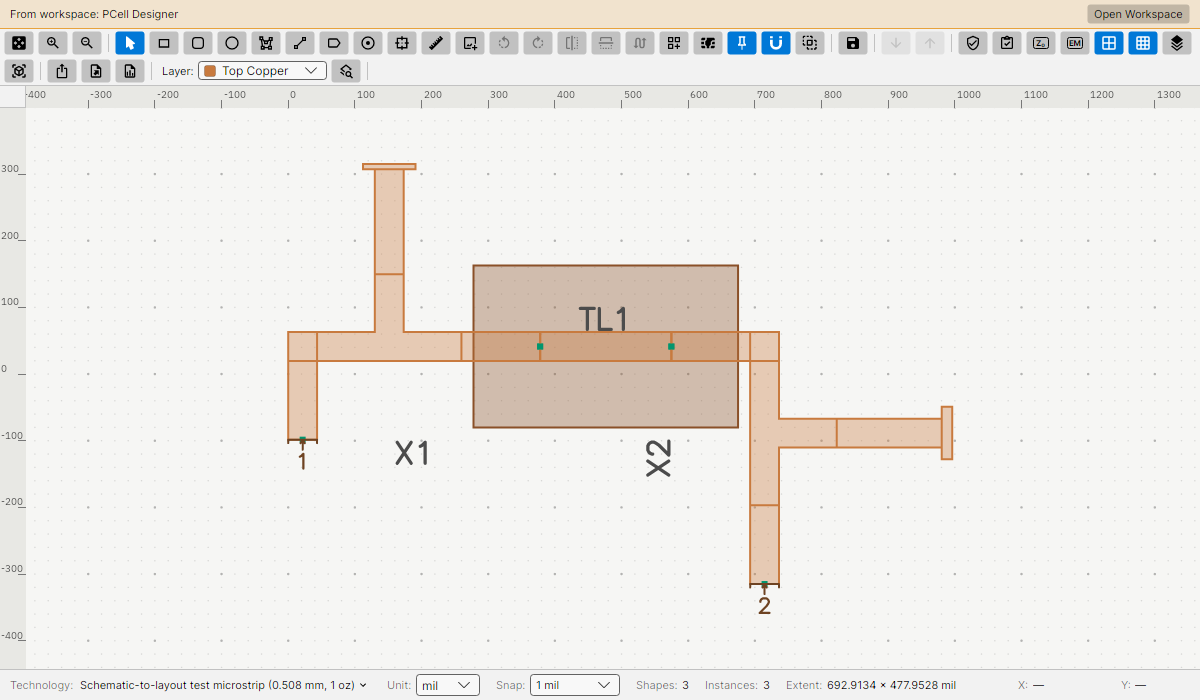 From workspace: PCell Designer
Open Workspace
Z₀
EM
Layer: Top Copper
-400 -300 -200 -100 0 100 200 300 400 500 600 700 800 900 1000 1100 1200 1300
300
200
100
0
-100
-200
-300
-400
TL1
X1
X2
1
2
Technology: Schematic-to-layout test microstrip (0.508 mm, 1 oz) Unit: mil Snap: 1 mil Shapes: 3 Instances: 3 Extent: 692.9134 × 477.9528 mil X: — Y: —